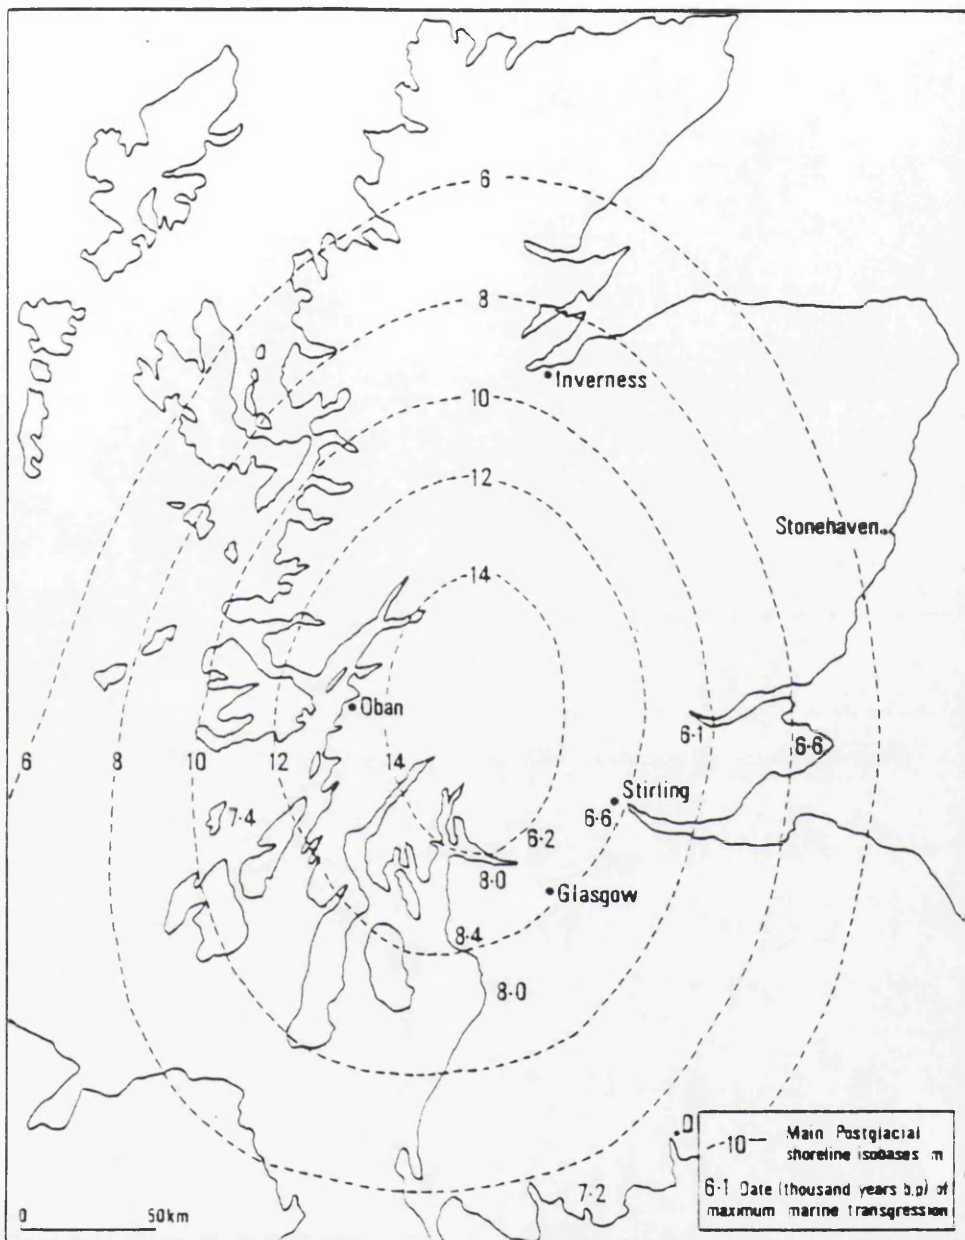 6
8
Inverness
10
12
Stonehaven
14
Oban
6·1
6·6
6 8 10 12 14
Stirling
7·4
6·6
6·2
8·0
Glasgow
8·4
8·0
D
10 Main Postglacial
shoreline isobases m
7·2
6·1 Date (thousand years b.p) of
maximum marine transgression
0 50km